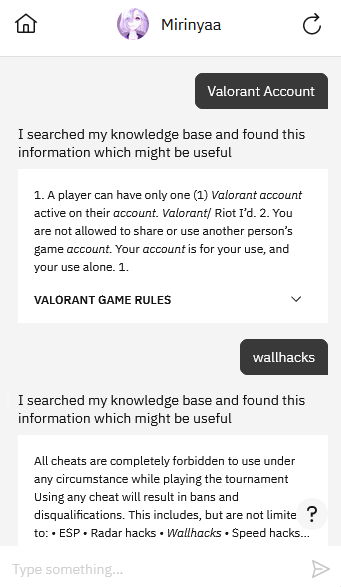 Mirinyaa
Valorant Account
I searched my knowledge base and found this
information which might be useful
1. A player can have only one (1) Valorant account
active on their account. Valorant/ Riot I'd. 2. You
are not allowed to share or use another person's
game account. Your account is for your use, and
your use alone. 1.
VALORANT GAME RULES
wallhacks
I searched my knowledge base and found this
information which might be useful
All cheats are completely forbidden to use under
any circumstance while playing the tournament
Using any cheat will result in bans and
disqualifications. This includes, but are not limite
to: • ESP • Radar hacks • Wallhacks • Speed hacks...
?
Type something...